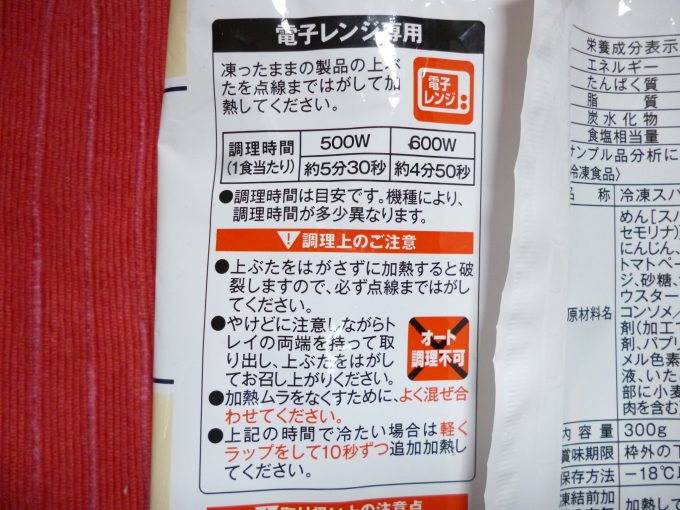 電子レンジ専用
凍ったままの製品の上ぶ
たを点線まではがして加
熱してください。
電子
レンジ
調理時間
(1食当たり)
500W
600W
約5分30秒
約4分50秒
●調理時間は目安です。機種により、
調理時間が多少異なります。
調理上のご注意
●上ぶたをはがさずに加熱すると破
裂しますので、必ず点線まではがし
てください。
●やけどに注意しながらト
レイの両端を持って取
り出し、上ぶたをはがし
てお召し上がりください。
オート
調理不可
●加熱ムラをなくすために、よく混ぜ合
わせてください。
●上記の時間で冷たい場合は軽く
ラップをして10秒ずつ追加加熱し
てください。
取り扱い上の注意点
栄養成分表示
エネルギー
たんぱく質
脂質
炭水化物
食塩相当量
サンプル品分析に
冷凍食品〉
名称 冷凍スパ
原材料名
めん[スパ
セモリナ)]
にんじん、
トマトペー
ジ、砂糖、
ウスター
コンソメ/
剤(加工
剤、パプリ
メル色素
液、いた
部に小麦
肉を含む)
内容量 300g
賞味期限 枠外の下
保存方法 −18℃以
凍結前加
加熱して